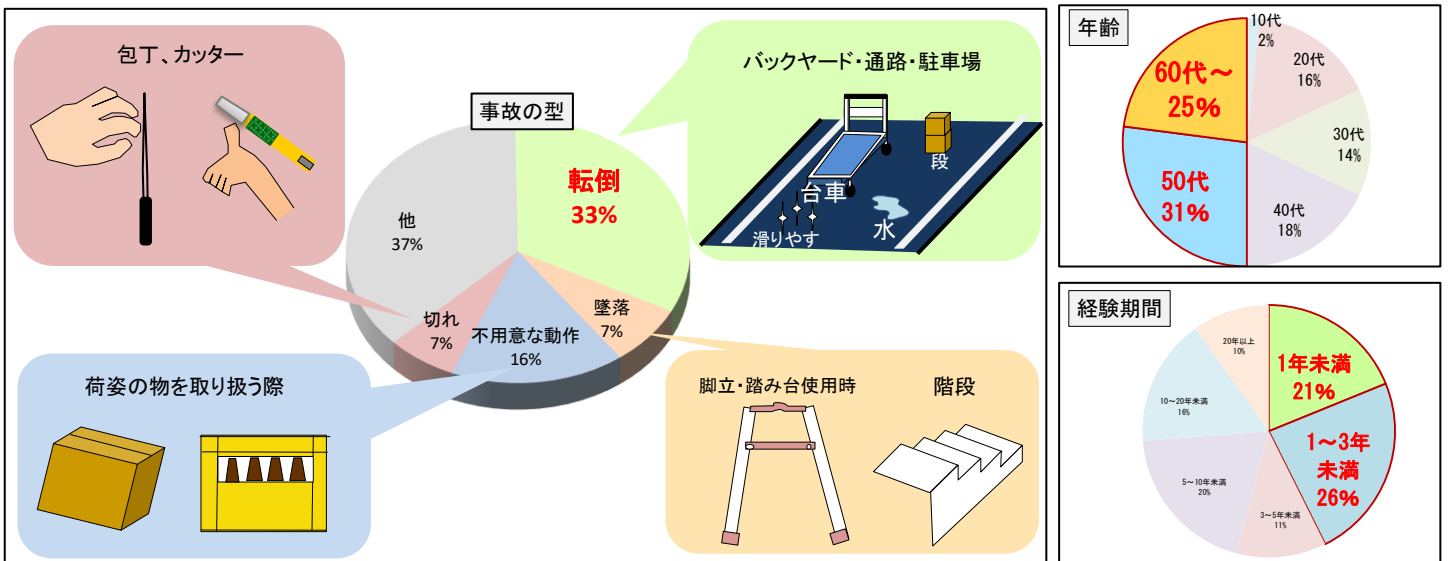 包丁、カッター
事故の型
バックヤード・通路・駐車場
段
台車
水
滑りやす
転倒
33%
他
37%
切れ
7%
不用意な動作
16%
墜落
7%
荷姿の物を取り扱う際
脚立・踏み台使用時
階段
年齢
10代
2%
20代
16%
30代
14%
40代
18%
50代
31%
60代～
25%
経験期間
1年未満
21%
1～3年
未満
26%
3～5年未満
11%
5～10年未満
20%
10～20年未満
16%
20年以上
10%